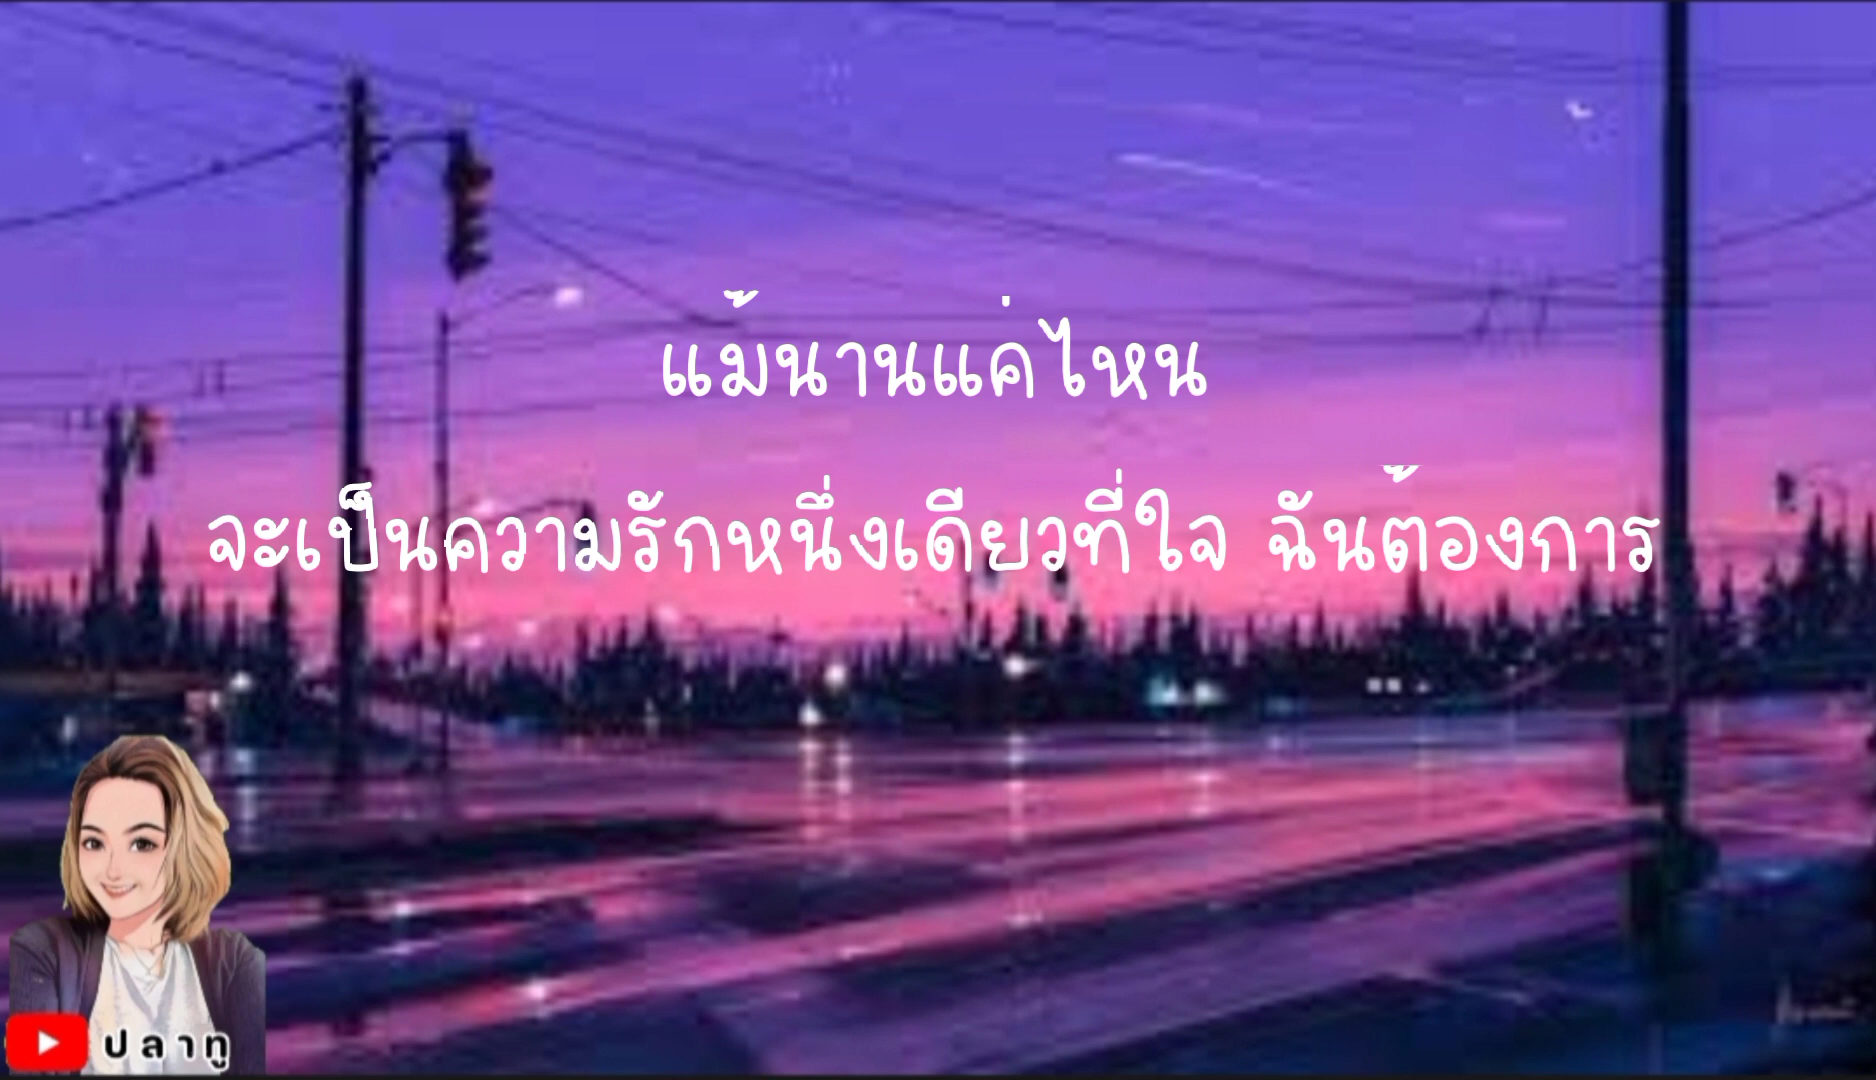 แม้นานแค่ไหน
จะเป็นความรักหนึ่งเดียวที่ใจ ฉันต้องการ
ปลาทู